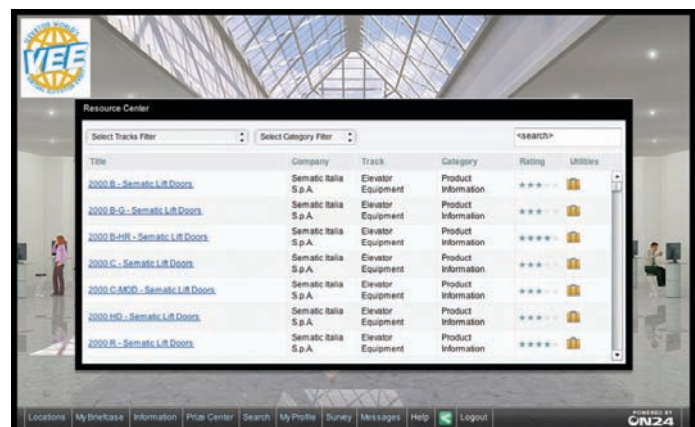 ELEVATOR WORLD'S
VEE
VIRTUAL ELEVATOR EVENT
Resource Center
Select Tracks Filter Select Category Filter <search>
Title Company Track Category Rating Utilities
2000 B - Sematic Lift Doors Sematic Italia S.p.A. Elevator Equipment Product Information
2000 B-G - Sematic Lift Doors Sematic Italia S.p.A. Elevator Equipment Product Information
2000 B-HR - Sematic Lift Doors Sematic Italia S.p.A. Elevator Equipment Product Information
2000 C - Sematic Lift Doors Sematic Italia S.p.A. Elevator Equipment Product Information
2000 C-MOD - Sematic Lift Doors Sematic Italia S.p.A. Elevator Equipment Product Information
2000 HD - Sematic Lift Doors Sematic Italia S.p.A. Elevator Equipment Product Information
2000 R - Sematic Lift Doors Sematic Italia S.p.A. Elevator Equipment Product Information
Locations My Briefcase Information Prize Center Search My Profile Survey Messages Help Logout
POWERED BY
ON24